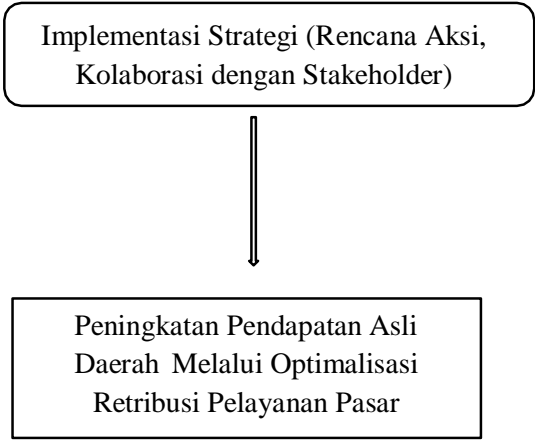 Implementasi Strategi (Rencana Aksi,
Kolaborasi dengan Stakeholder)
Peningkatan Pendapatan Asli
Daerah Melalui Optimalisasi
Retribusi Pelayanan Pasar